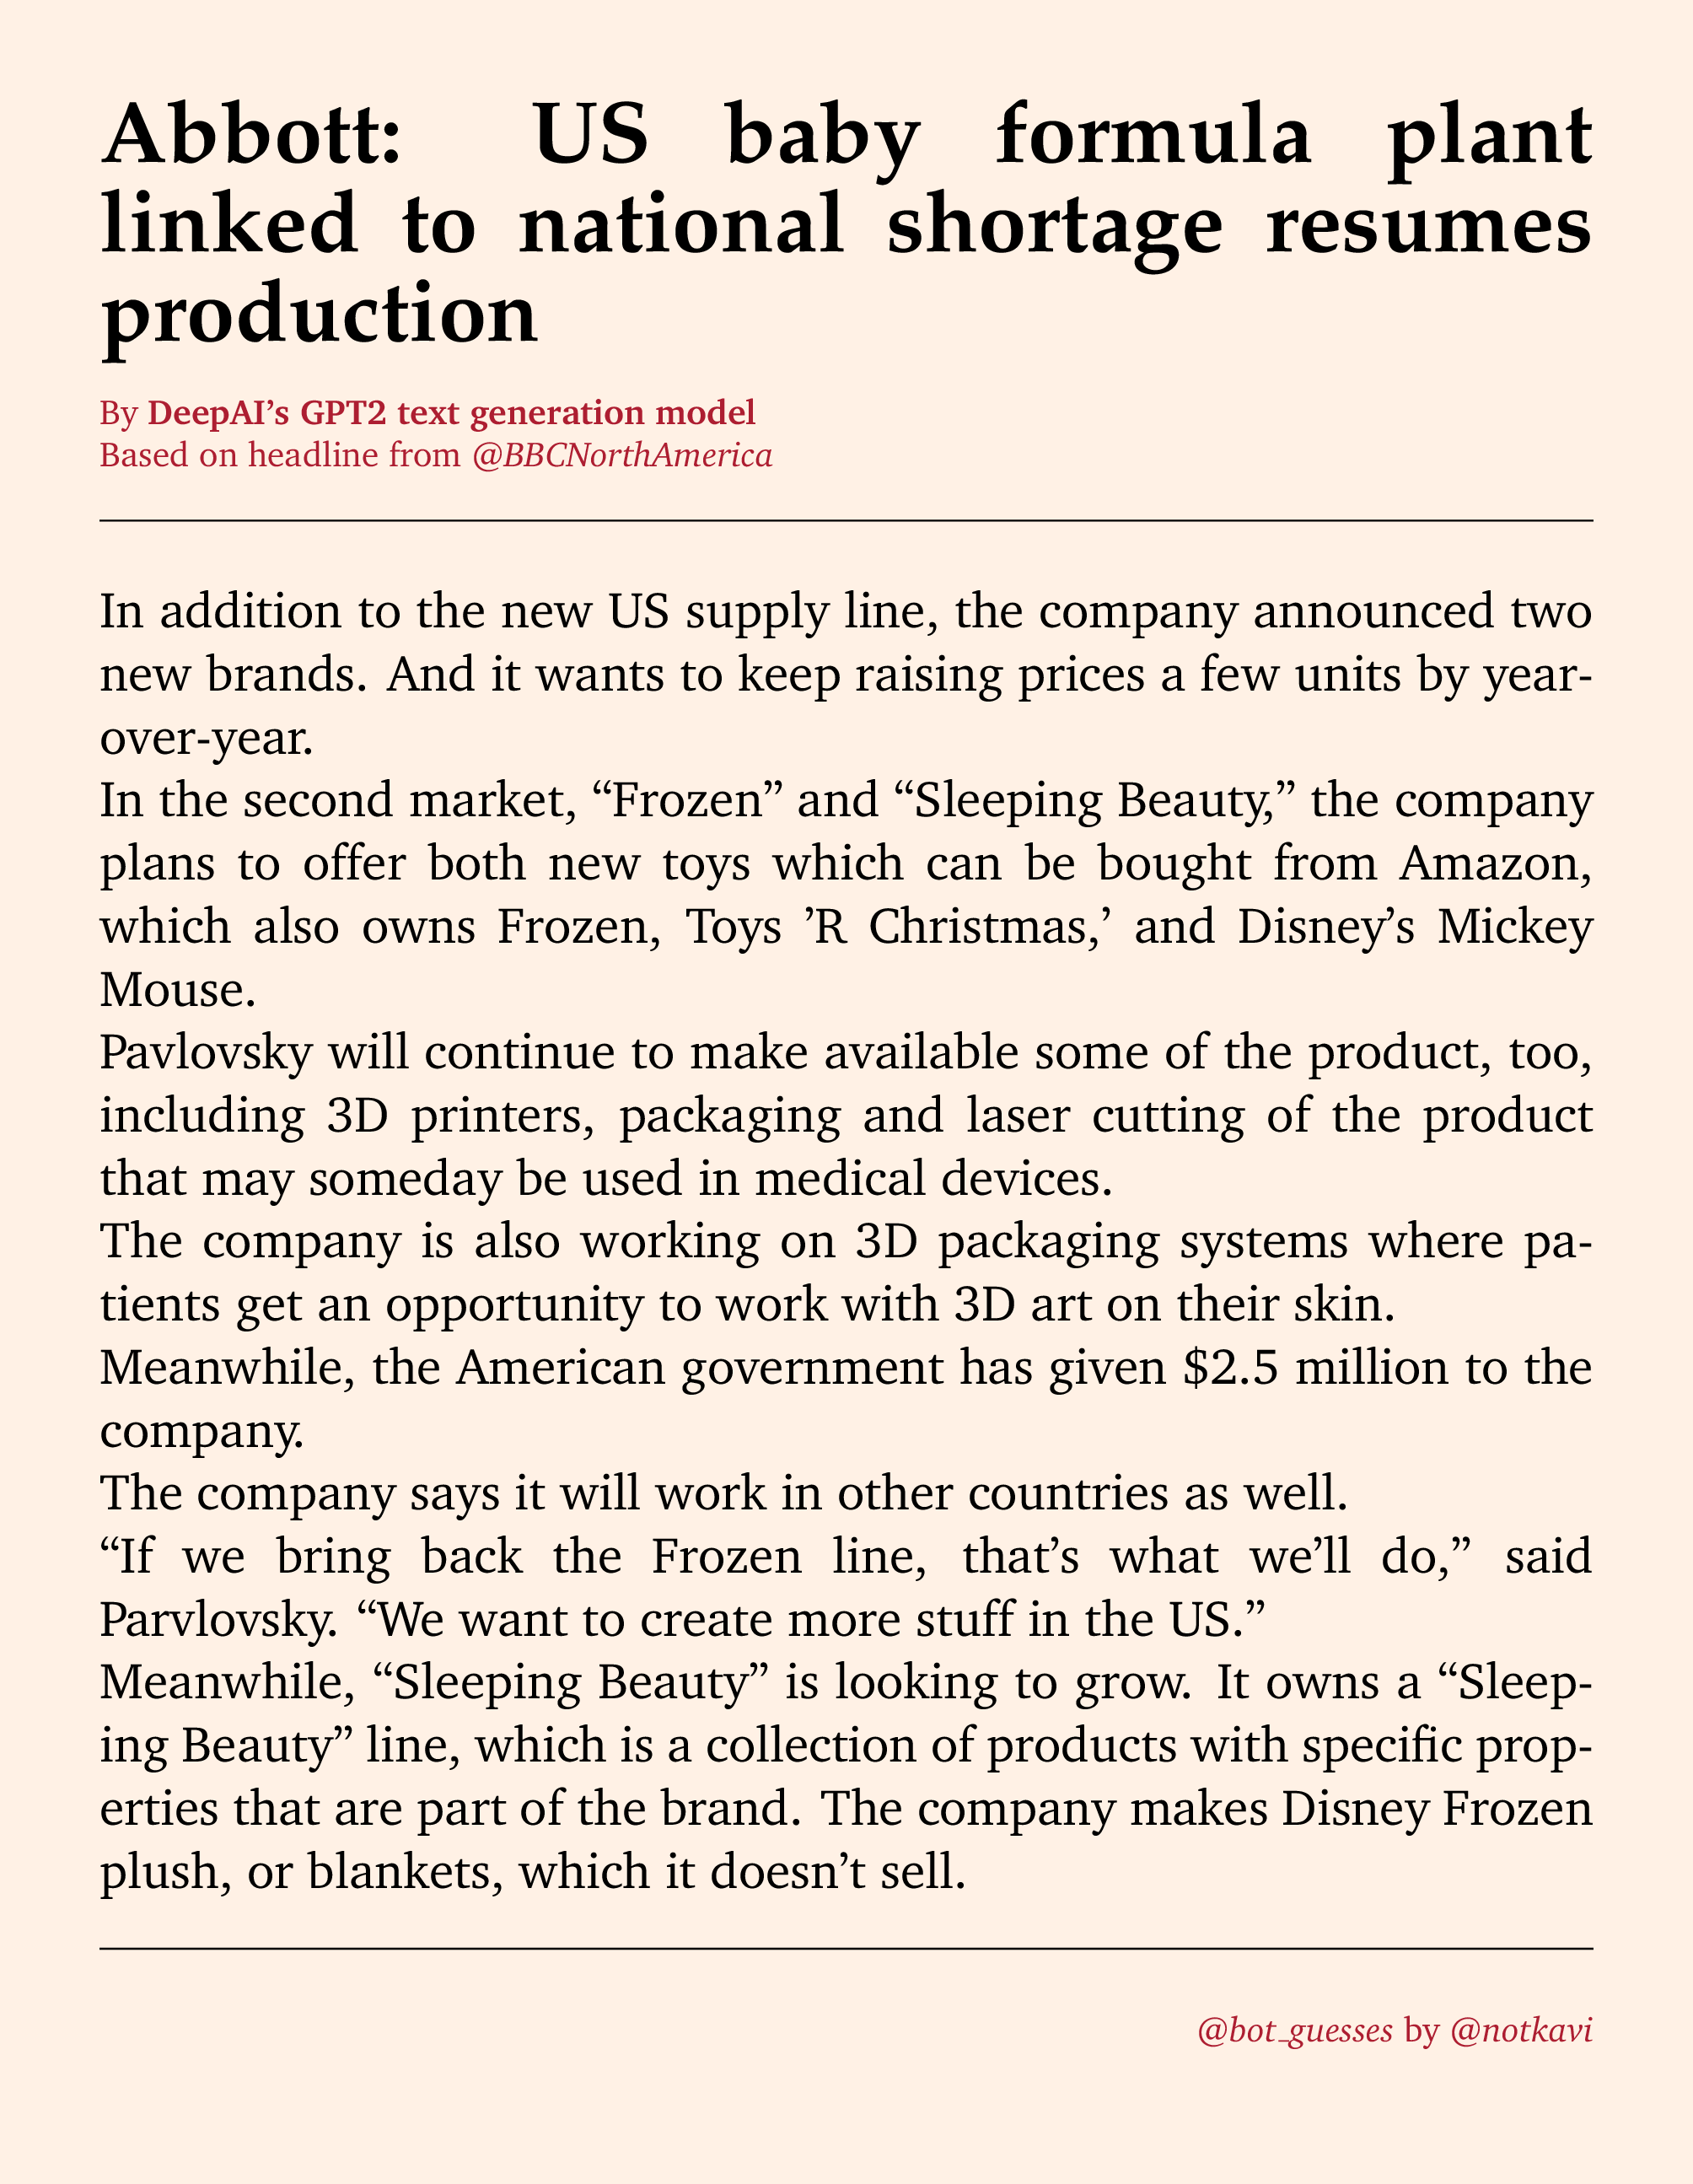 Abbott: US baby formula plant
linked to national shortage resumes
production
By DeepAI’s GPT2 text generation model
Based on headline from @BBCNorthAmerica
In addition to the new US supply line, the company announced two
new brands. And it wants to keep raising prices a few units by year-
over-year.
In the second market, “Frozen” and “Sleeping Beauty,” the company
plans to offer both new toys which can be bought from Amazon,
which also owns Frozen, Toys ’R Christmas,’ and Disney’s Mickey
Mouse.
Pavlovsky will continue to make available some of the product, too,
including 3D printers, packaging and laser cutting of the product
that may someday be used in medical devices.
The company is also working on 3D packaging systems where pa-
tients get an opportunity to work with 3D art on their skin.
Meanwhile, the American government has given $2.5 million to the
company.
The company says it will work in other countries as well.
“If we bring back the Frozen line, that’s what we’ll do,” said
Parvlovsky. “We want to create more stuff in the US.”
Meanwhile, “Sleeping Beauty” is looking to grow. It owns a “Sleep-
ing Beauty” line, which is a collection of products with specific prop-
erties that are part of the brand. The company makes Disney Frozen
plush, or blankets, which it doesn’t sell.
@bot_guesses by @notkavi